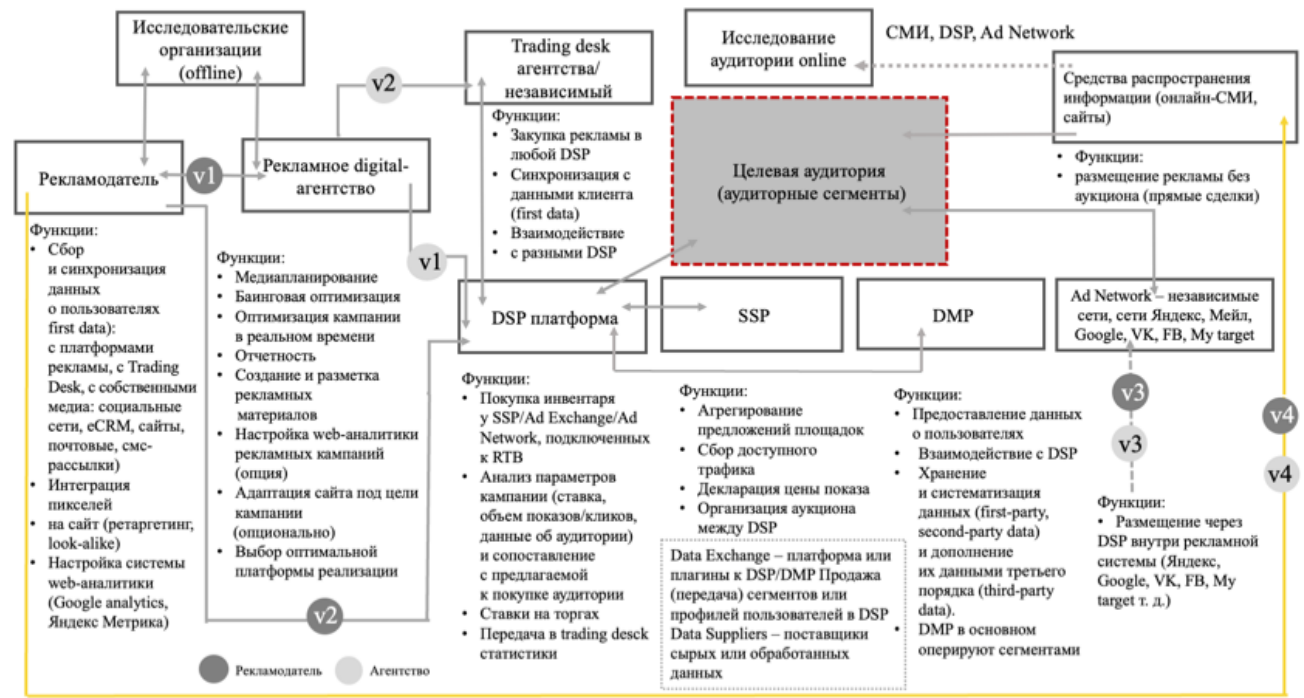 Исследовательские
организации
(offline)
Trading desk
агентства/
независимый
Исследование
аудитории online
СМИ, DSP, Ad Network
Средства распространения
информации (онлайн-СМИ,
сайты)
v2
Рекламодатель
v1
Рекламное digital-
агентство
Функции:
• Закупка рекламы в
любой DSP
• Синхронизация с
данными клиента
(first data)
• Взаимодействие
• с разными DSP
Целевая аудитория
(аудиторные сегменты)
• Функции:
• размещение рекламы без
аукциона (прямые сделки)
Функции:
• Сбор
и синхронизация
данных
о пользователях
first data):
с платформами
рекламы, с Trading
Desk, с собственными
медиа: социальные
сети, eCRM, сайты,
почтовые, смс-
рассылки)
• Интеграция
пикселей
• на сайт (ретаргетинг,
look-alike)
• Настройка системы
web-аналитики
(Google analytics,
Яндекс Метрика)
Функции:
• Медиапланирование
• Баинговая оптимизация
• Оптимизация кампании
в реальном времени
• Отчетность
• Создание и разметка
рекламных
материалов
• Настройка web-аналитики
рекламных кампаний
(опция)
• Адаптация сайта под цели
кампании
(опционально)
• Выбор оптимальной
платформы реализации
v1
v2
DSP платформа
SSP
DMP
Ad Network – независимые
сети, сети Яндекс, Мейл,
Google, VK, FB, My target
Функции:
• Покупка инвентаря
у SSP/Ad Exchange/Ad
Network, подключенных
к RTB
• Анализ параметров
кампании (ставка,
объем показов/кликов,
данные об аудитории)
и сопоставление
с предлагаемой
к покупке аудитории
• Ставки на торгах
• Передача в trading desck
статистики
Функции:
• Агрегирование
предложений площадок
• Сбор доступного
трафика
• Декларация цены показа
• Организация аукциона
между DSP
Data Exchange – платформа или
плагины к DSP/DMP Продажа
(передача) сегментов или
профилей пользователей в DSP
Data Suppliers – поставщики
сырых или обработанных
данных
Функции:
• Предоставление данных
о пользователях
• Взаимодействие с DSP
• Хранение
и систематизация
данных (first-party,
second-party data)
и дополнение
их данными третьего
порядка (third-party
data).
• DMP в основном
оперируют сегментами
v3
v3
v4
v4
Функции:
• Размещение через
DSP внутри рекламной
системы (Яндекс,
Google, VK, FB, My
target т. д.)
Рекламодатель
Агентство